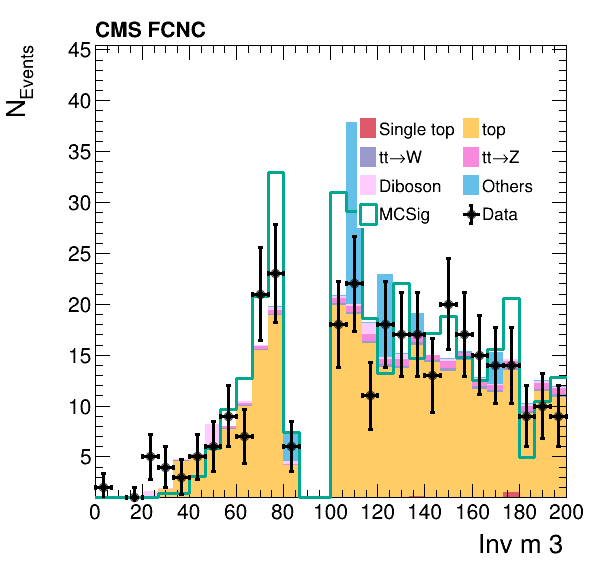 CMS FCNC
N_Events
45
40
35
30
25
20
15
10
5
Single top
top
tt→W
tt→Z
Diboson
Others
MCSig
Data
0 20 40 60 80 100 120 140 160 180 200
Inv m 3